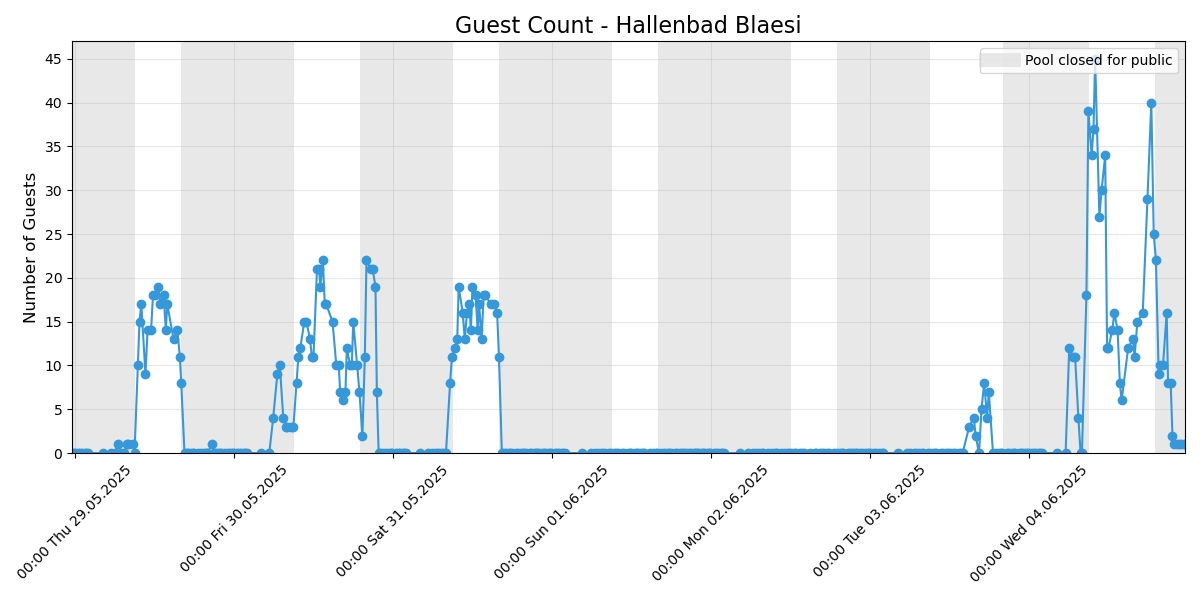 Guest Count - Hallenbad Blaesi
Pool closed for public
Number of Guests
45
40
35
30
25
20
15
10
5
0
00:00 Thu 29.05.2025
00:00 Fri 30.05.2025
00:00 Sat 31.05.2025
00:00 Sun 01.06.2025
00:00 Mon 02.06.2025
00:00 Tue 03.06.2025
00:00 Wed 04.06.2025